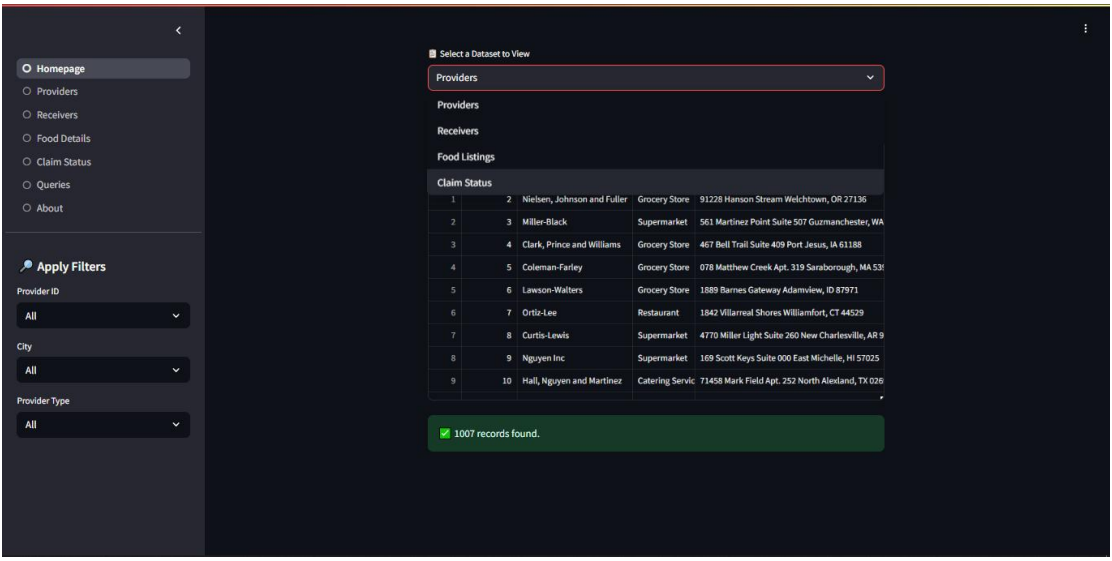 Homepage
Providers
Receivers
Food Details
Claim Status
Queries
About
Apply Filters
Provider ID
All
City
All
Provider Type
All
Select a Dataset to View
Providers
Providers
Receivers
Food Listings
Claim Status
1 2 Nielsen, Johnson and Fuller Grocery Store 91228 Hanson Stream Welchtown, OR 27136
2 3 Miller-Black Supermarket 561 Martinez Point Suite 507 Guzmanchester, WA
3 4 Clark, Prince and Williams Grocery Store 467 Bell Trail Suite 409 Port Jesus, IA 61188
4 5 Coleman-Farley Grocery Store 078 Matthew Creek Apt. 319 Saraborough, MA 53
5 6 Lawson-Walters Grocery Store 1889 Barnes Gateway Adamview, ID 87971
6 7 Ortiz-Lee Restaurant 1842 Villarreal Shores Williamfort, CT 44529
7 8 Curtis-Lewis Supermarket 4770 Miller Light Suite 260 New Charlesville, AR 9
8 9 Nguyen Inc Supermarket 169 Scott Keys Suite 000 East Michelle, HI 57025
9 10 Hall, Nguyen and Martinez Catering Servic 71458 Mark Field Apt. 252 North Alexland, TX 026
1007 records found.